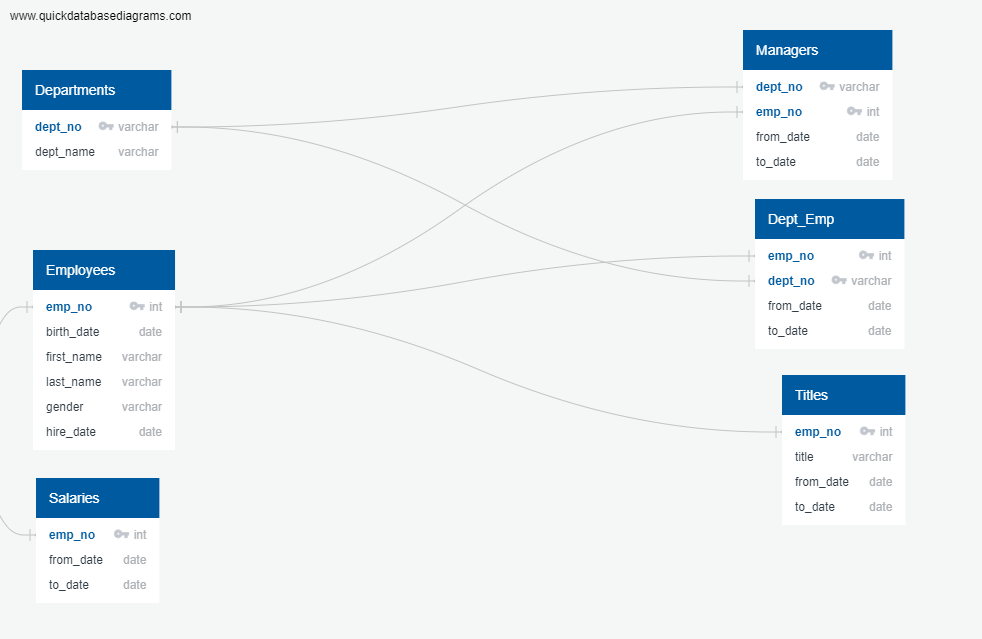 www.quickdatabasediagrams.com
Departments
dept_no varchar
dept_name varchar
Employees
emp_no int
birth_date date
first_name varchar
last_name varchar
gender varchar
hire_date date
Salaries
emp_no int
from_date date
to_date date
Managers
dept_no varchar
emp_no int
from_date date
to_date date
Dept_Emp
emp_no int
dept_no varchar
from_date date
to_date date
Titles
emp_no int
title varchar
from_date date
to_date date